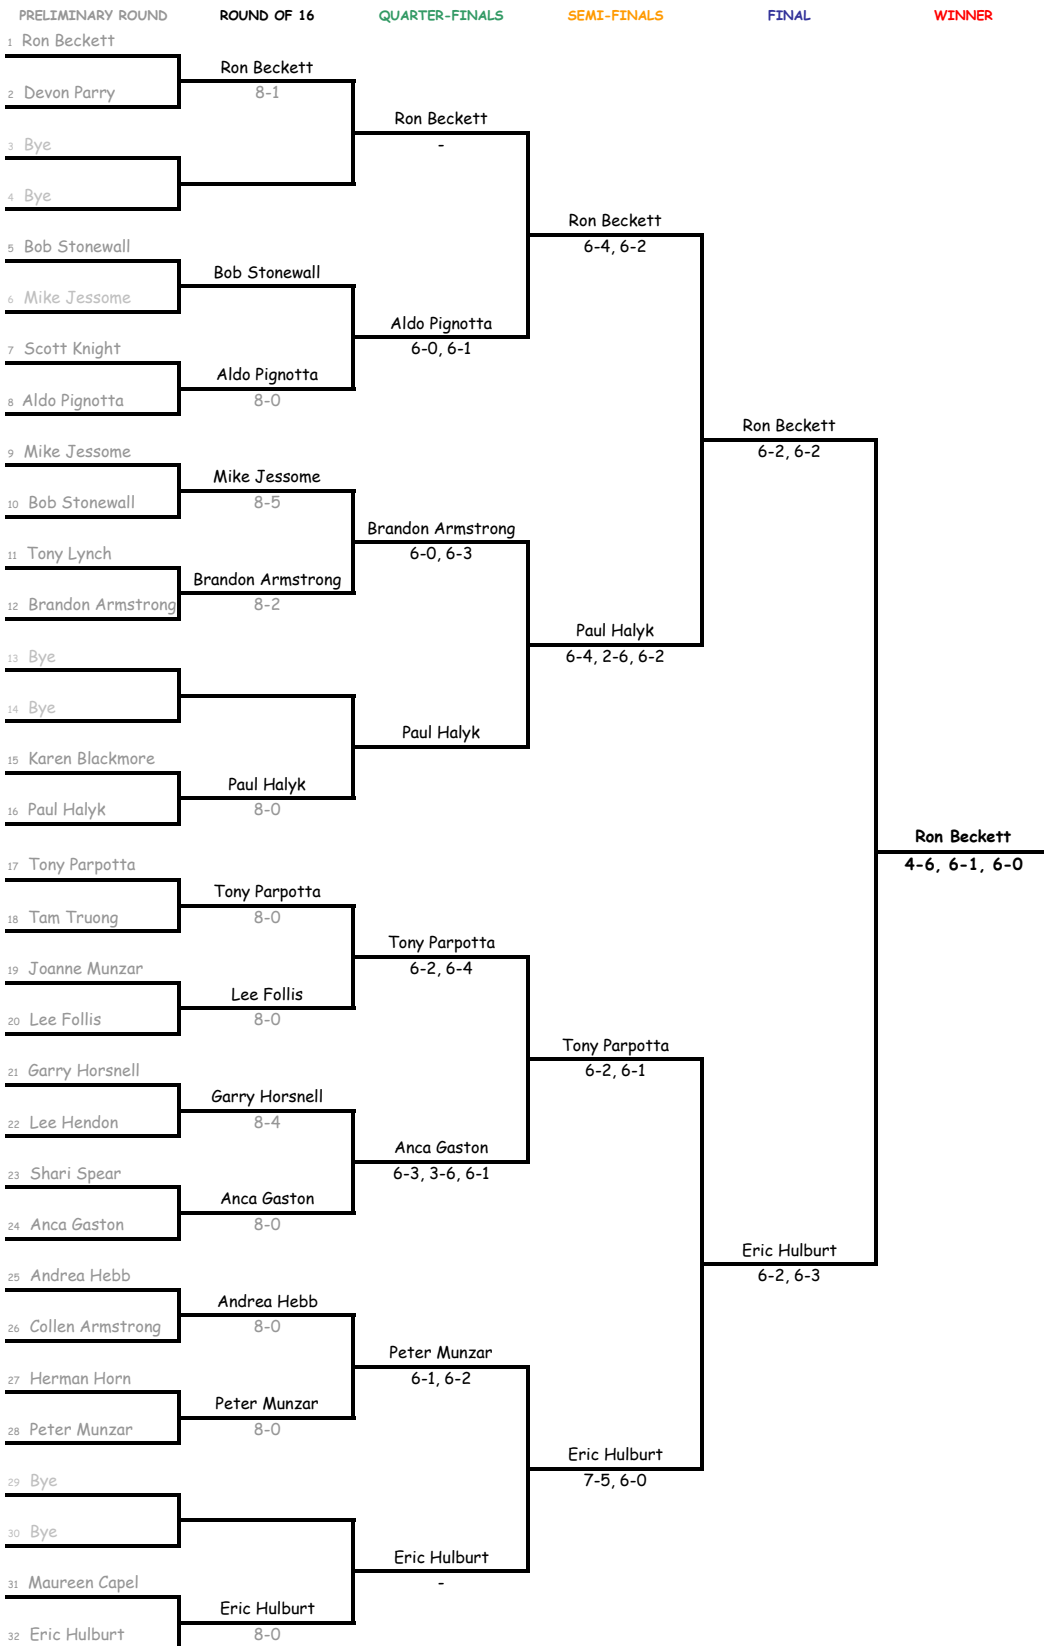 PRELIMINARY ROUND ROUND OF 16 QUARTER-FINALS SEMI-FINALS FINAL WINNER
1 Ron Beckett
Ron Beckett
2 Devon Parry 8-1
Ron Beckett
3 Bye -
4 Bye
Ron Beckett
5 Bob Stonewall 6-4, 6-2
Bob Stonewall
6 Mike Jessome
Aldo Pignotta
7 Scott Knight 6-0, 6-1
Aldo Pignotta
8 Aldo Pignotta 8-0
Ron Beckett
9 Mike Jessome 6-2, 6-2
Mike Jessome
10 Bob Stonewall 8-5
Brandon Armstrong
11 Tony Lynch 6-0, 6-3
Brandon Armstrong
12 Brandon Armstrong 8-2
Paul Halyk
13 Bye 6-4, 2-6, 6-2
14 Bye
Paul Halyk
15 Karen Blackmore
Paul Halyk
16 Paul Halyk 8-0
Ron Beckett
17 Tony Parpotta 4-6, 6-1, 6-0
Tony Parpotta
18 Tam Truong 8-0
Tony Parpotta
19 Joanne Munzar 6-2, 6-4
Lee Follis
20 Lee Follis 8-0
Tony Parpotta
21 Garry Horsnell 6-2, 6-1
Garry Horsnell
22 Lee Hendon 8-4
Anca Gaston
23 Shari Spear 6-3, 3-6, 6-1
Anca Gaston
24 Anca Gaston 8-0
Eric Hulburt
25 Andrea Hebb 6-2, 6-3
Andrea Hebb
26 Collen Armstrong 8-0
Peter Munzar
27 Herman Horn 6-1, 6-2
Peter Munzar
28 Peter Munzar 8-0
Eric Hulburt
29 Bye 7-5, 6-0
30 Bye
Eric Hulburt
31 Maureen Capel -
Eric Hulburt
32 Eric Hulburt 8-0